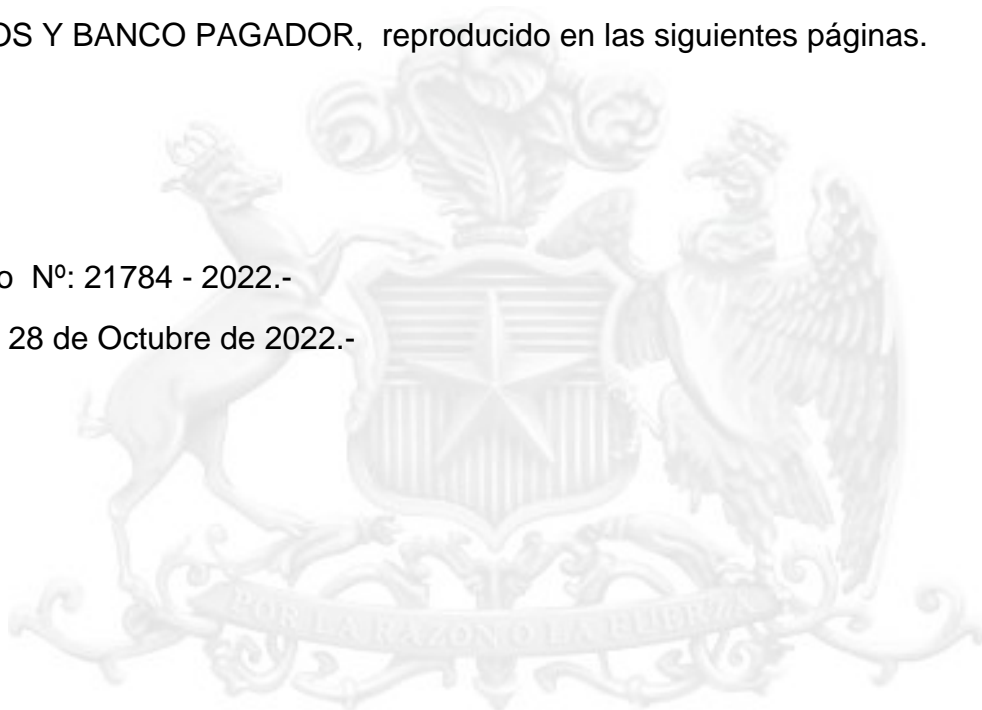 OS Y BANCO PAGADOR, reproducido en las siguientes páginas.
o Nº: 21784 - 2022.-
28 de Octubre de 2022.-
POR LA RAZON O LA FUERZA